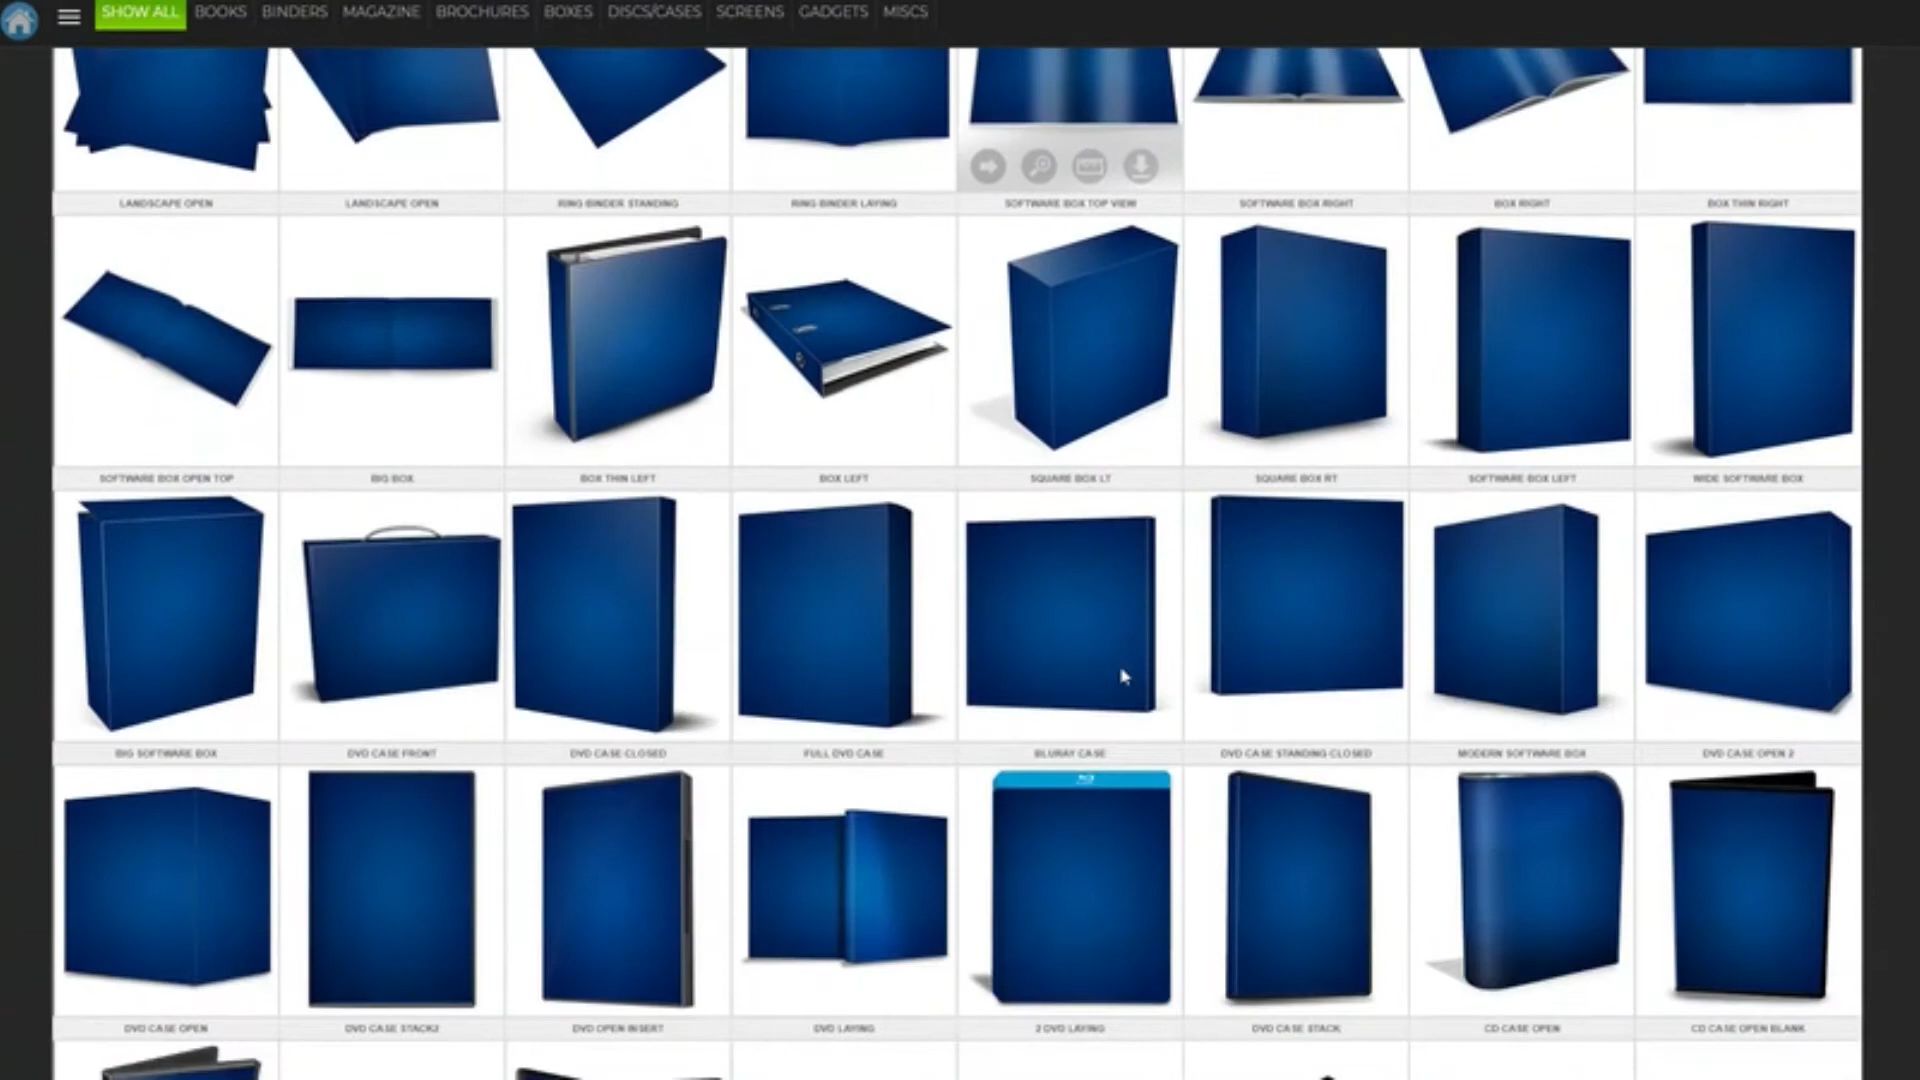 SHOW ALL BOOKS BINDERS MAGAZINE BROCHURES BOXES DISCS/CASES SCREENS GADGETS MISCS
LANDSCAPE OPEN LANDSCAPE OPEN RING BINDER STANDING RING BINDER LAYING SOFTWARE BOX TOP VIEW SOFTWARE BOX RIGHT BOX RIGHT BOX THIN RIGHT
SOFTWARE BOX OPEN TOP BIG BOX BOX THIN LEFT BOX LEFT SQUARE BOX LT SQUARE BOX RT SOFTWARE BOX LEFT WIDE SOFTWARE BOX
BIG SOFTWARE BOX DVD CASE FRONT DVD CASE CLOSED FULL DVD CASE BLURAY CASE DVD CASE STANDING CLOSED MODERN SOFTWARE BOX DVD CASE OPEN 2
DVD CASE OPEN DVD CASE STACK2 DVD OPEN INSERT DVD LAYING 2 DVD LAYING DVD CASE STACK CD CASE OPEN CD CASE OPEN BLANK